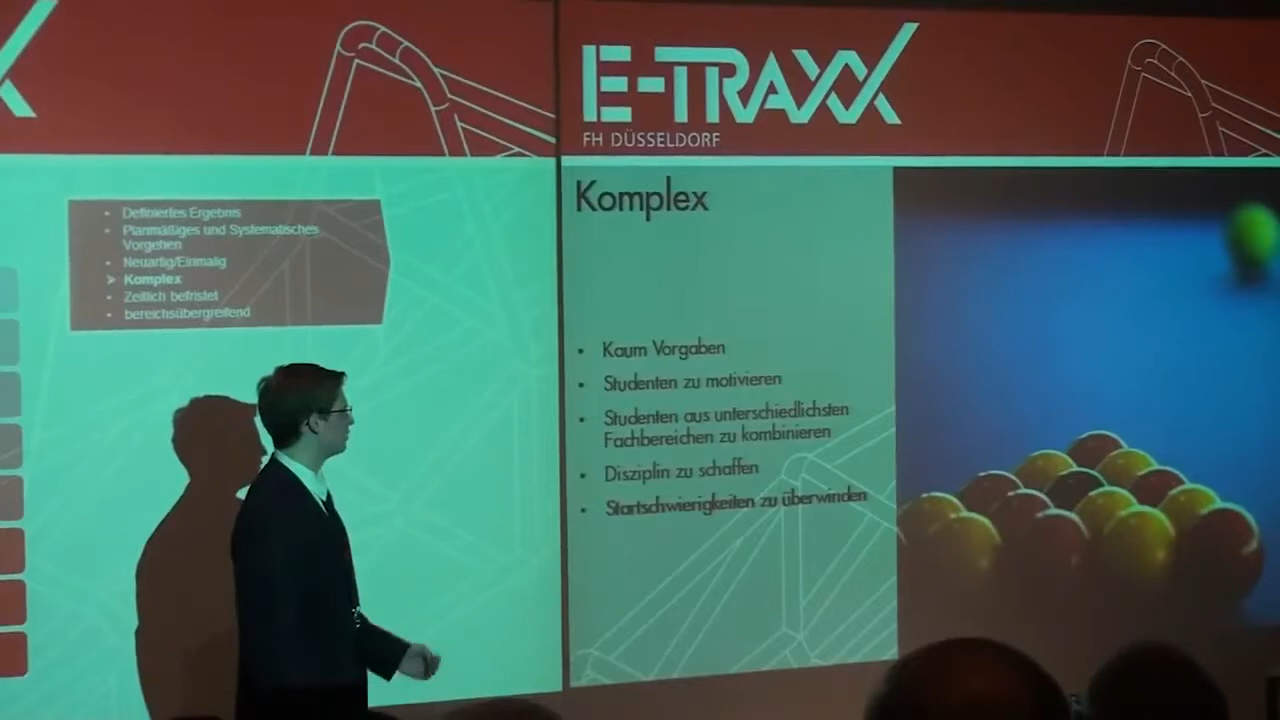 X
E-TRAXX
FH DÜSSELDORF
• Definiertes Ergebnis
• Planmäßiges und Systematisches
Vorgehen
• Neuartig/Einmalig
➤ Komplex
• Zeitlich befristet
• bereichsübergreifend
Komplex
• Kaum Vorgaben
• Studenten zu motivieren
• Studenten aus unterschiedlichsten
Fachbereichen zu kombinieren
• Disziplin zu schaffen
• Startschwierigkeiten zu überwinden